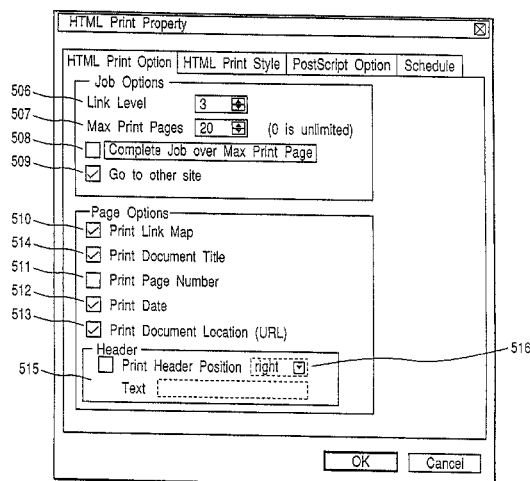 HTML Print Property
HTML Print Option HTML Print Style PostScript Option Schedule
Job Options
506 Link Level 3
507 Max Print Pages 20 (0 is unlimited)
508 Complete Job over Max Print Page
509 Go to other site
Page Options
510 Print Link Map
514 Print Document Title
511 Print Page Number
512 Print Date
513 Print Document Location (URL)
Header
515 Print Header Position right 516
Text
OK Cancel